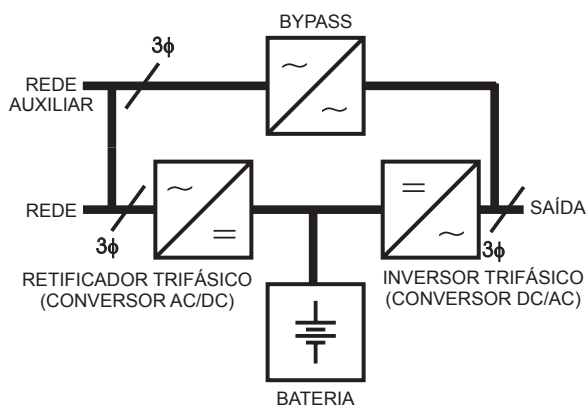 BYPASS
3ϕ
REDE
AUXILIAR
REDE
SAÍDA
3ϕ
3ϕ
RETIFICADOR TRIFÁSICO
(CONVERSOR AC/DC)
INVERSOR TRIFÁSICO
(CONVERSOR DC/AC)
BATERIA